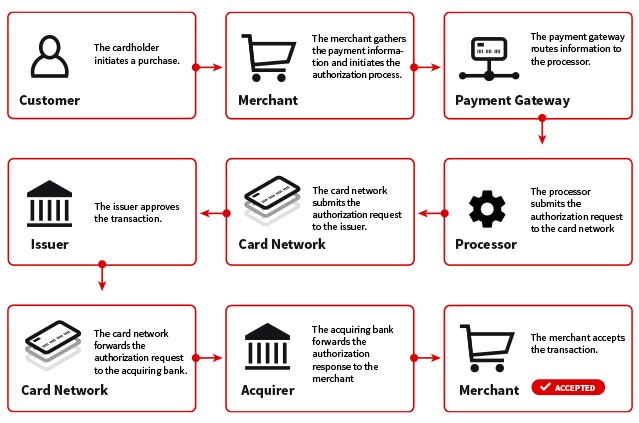 The cardholder
initiates a purchase.
Customer
The merchant gathers
the payment informa-
tion and initiates the
authorization process.
Merchant
The payment gateway
routes information to
the processor.
Payment Gateway
The issuer approves
the transaction.
Issuer
The card network
submits the
authorization request
to the issuer.
Card Network
The processor
submits the
authorization request
to the card network
Processor
The card network
forwards the
authorization request
to the acquiring bank.
Card Network
The acquiring bank
forwards the
authorization
response to the
merchant
Acquirer
The merchant accepts
the transaction.
Merchant
ACCEPTED